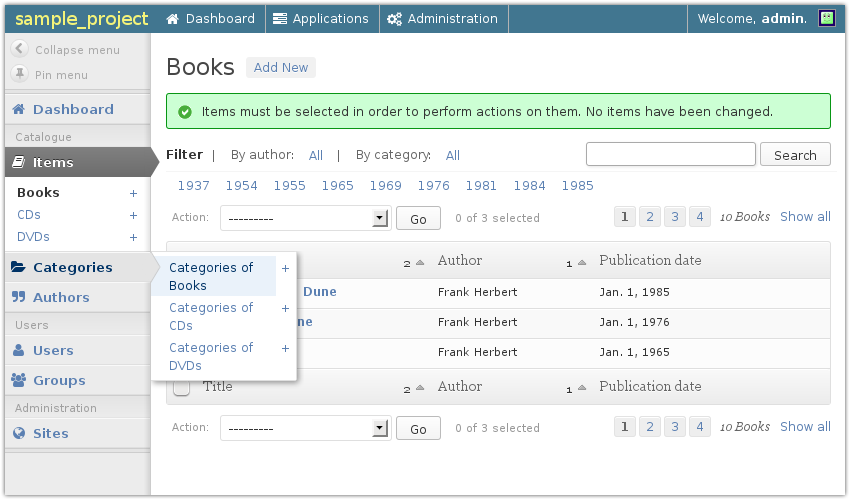 sample_project Dashboard Applications Administration Welcome, admin.
Collapse menu
Pin menu
Dashboard
Catalogue
Items
Books +
CDs +
DVDs +
Categories
Authors
Users
Users
Groups
Administration
Sites
Categories of Books +
Categories of CDs +
Categories of DVDs +
Books Add New
Items must be selected in order to perform actions on them. No items have been changed.
Filter | By author: All | By category: All Search
1937 1954 1955 1965 1969 1976 1981 1984 1985
Action: --------- Go 0 of 3 selected 1 2 3 4 10 Books Show all
2 Author 1 Publication date
Dune Frank Herbert Jan. 1, 1985
Frank Herbert Jan. 1, 1976
Frank Herbert Jan. 1, 1965
Title 2 Author 1 Publication date
Action: --------- Go 0 of 3 selected 1 2 3 4 10 Books Show all